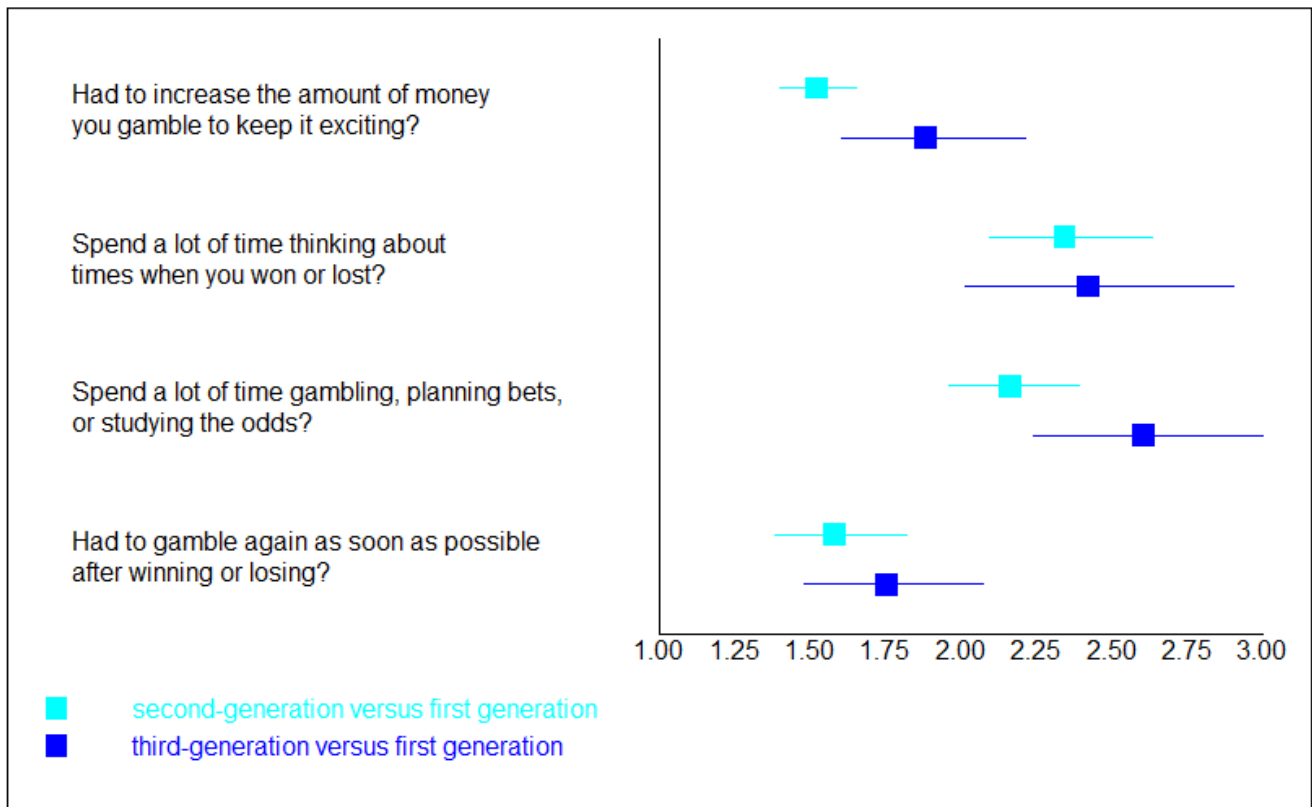 Had to increase the amount of money
you gamble to keep it exciting?
Spend a lot of time thinking about
times when you won or lost?
Spend a lot of time gambling, planning bets,
or studying the odds?
Had to gamble again as soon as possible
after winning or losing?
1.00 1.25 1.50 1.75 2.00 2.25 2.50 2.75 3.00
second-generation versus first generation
third-generation versus first generation